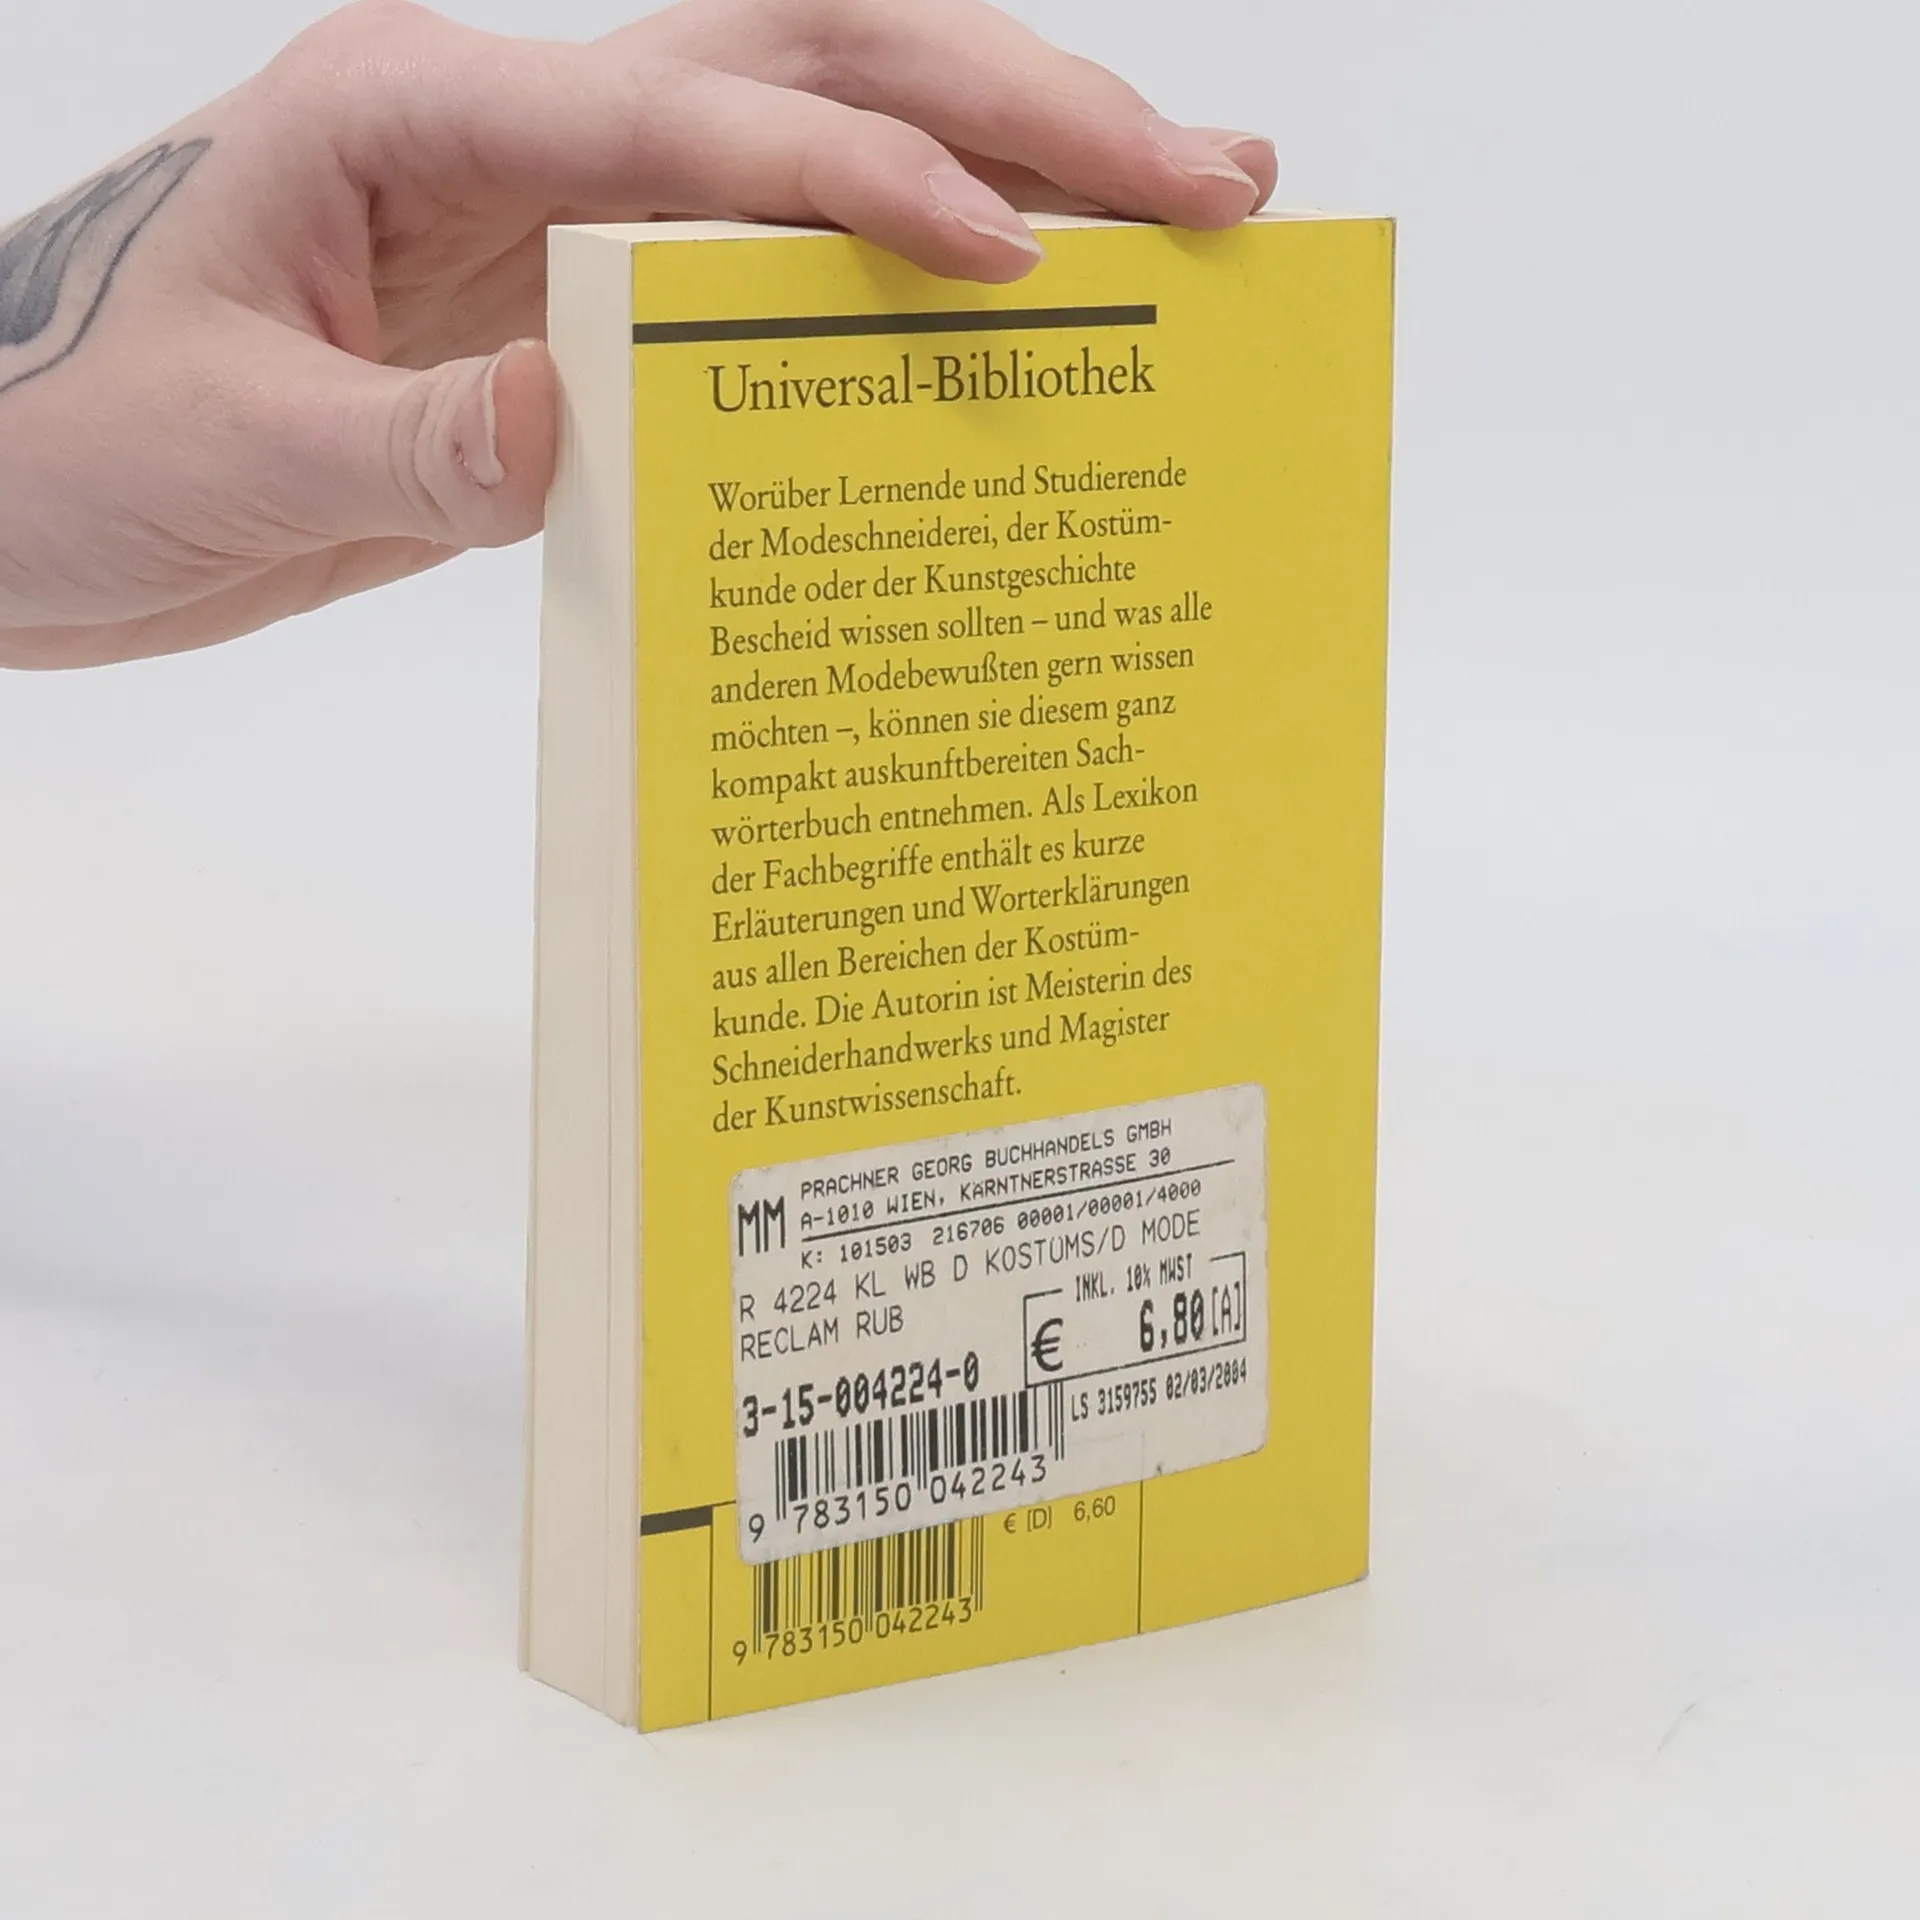 Universal-Bibliothek
Worüber Lernende und Studierende
der Modeschneiderei, der Kostüm-
kunde oder der Kunstgeschichte
Bescheid wissen sollten – und was alle
anderen Modebewußten gern wissen
möchten –, können sie diesem ganz
kompakt auskunftbereiten Sach-
wörterbuch entnehmen. Als Lexikon
der Fachbegriffe enthält es kurze
Erläuterungen und Worterklärungen
aus allen Bereichen der Kostüm-
kunde. Die Autorin ist Meisterin des
Schneiderhandwerks und Magister
der Kunstwissenschaft.
MM
PRACHNER GEORG BUCHHANDELS GMBH
A-1010 WIEN, KÄRNTNERSTRASSE 30
K: 101503 216706 00001/00001/4000
R 4224 KL WB D KOSTÜMS/D MODE
RECLAM RUB
INKL. 10% MWST
€ 6,80[A]
3-15-004224-0
LS 3159755 02/03/2004
9 783150 042243
€ [D] 6,60
9 783150 042243